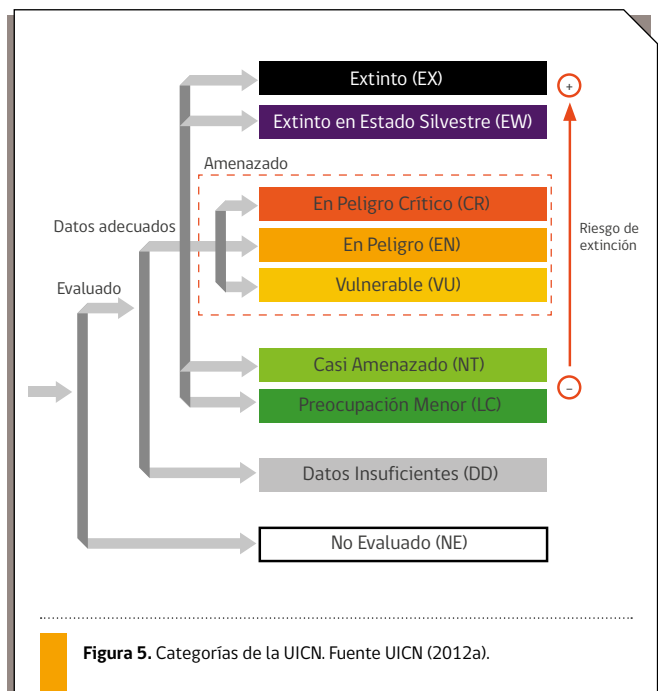 Extinto (EX)
+
Extinto en Estado Silvestre (EW)
Amenazado
En Peligro Crítico (CR)
Datos adecuados
En Peligro (EN)
Riesgo de
extinción
Evaluado
Vulnerable (VU)
Casi Amenazado (NT)
–
Preocupación Menor (LC)
Datos Insuficientes (DD)
No Evaluado (NE)
Figura 5. Categorías de la UICN. Fuente UICN (2012a).